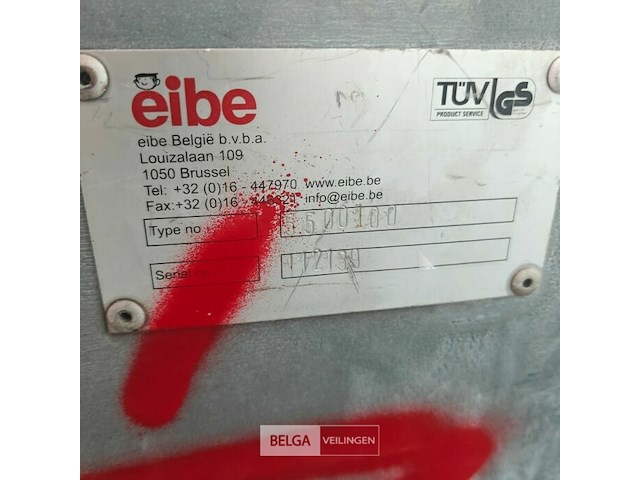 eibe
TÜV
PRODUCT SERVICE
GS
eibe België b.v.b.a.
Louizalaan 109
1050 Brussel
Tel: +32 (0)16 - 447970 www.eibe.be
Fax:+32 (0)16 - info@eibe.be
Type no
Serial
BELGA VEILINGEN